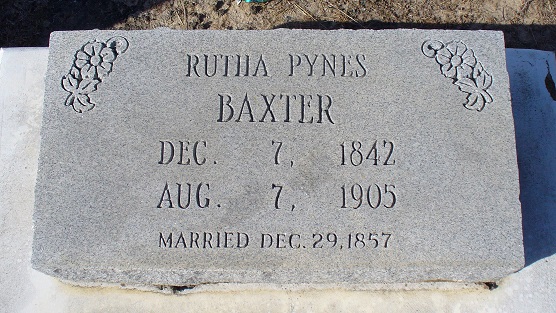 RUTHA PYNES
BAXTER
DEC. 7, 1842
AUG. 7, 1905
MARRIED DEC. 29, 1857